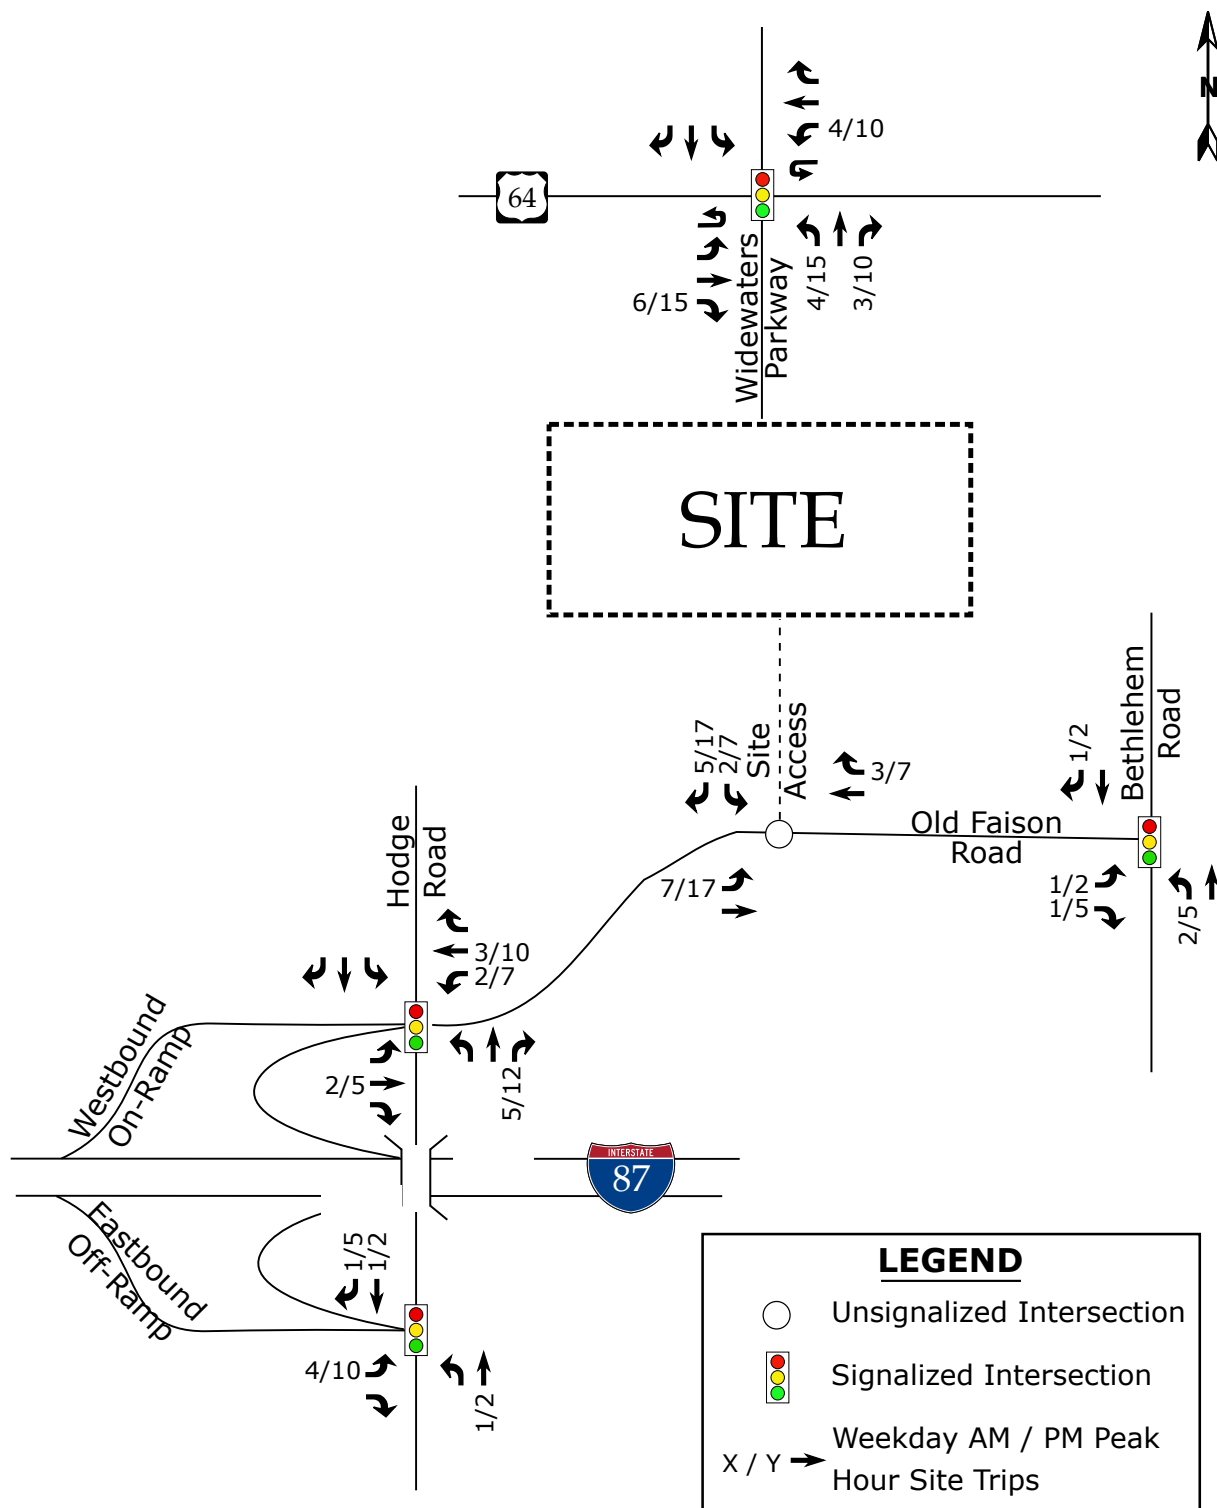 N
4/10
64
6/15
4/15
3/10
Widewaters
Parkway
SITE
5/17
2/7
Site
Access
3/7
1/2
Bethlehem
Road
Old Faison
Road
7/17
1/2
1/5
2/5
Hodge
Road
3/10
2/7
Westbound
On-Ramp
2/5
5/12
INTERSTATE
87
Eastbound
Off-Ramp
1/5
1/2
4/10
1/2
LEGEND
Unsignalized Intersection
Signalized Intersection
X / Y
Weekday AM / PM Peak
Hour Site Trips